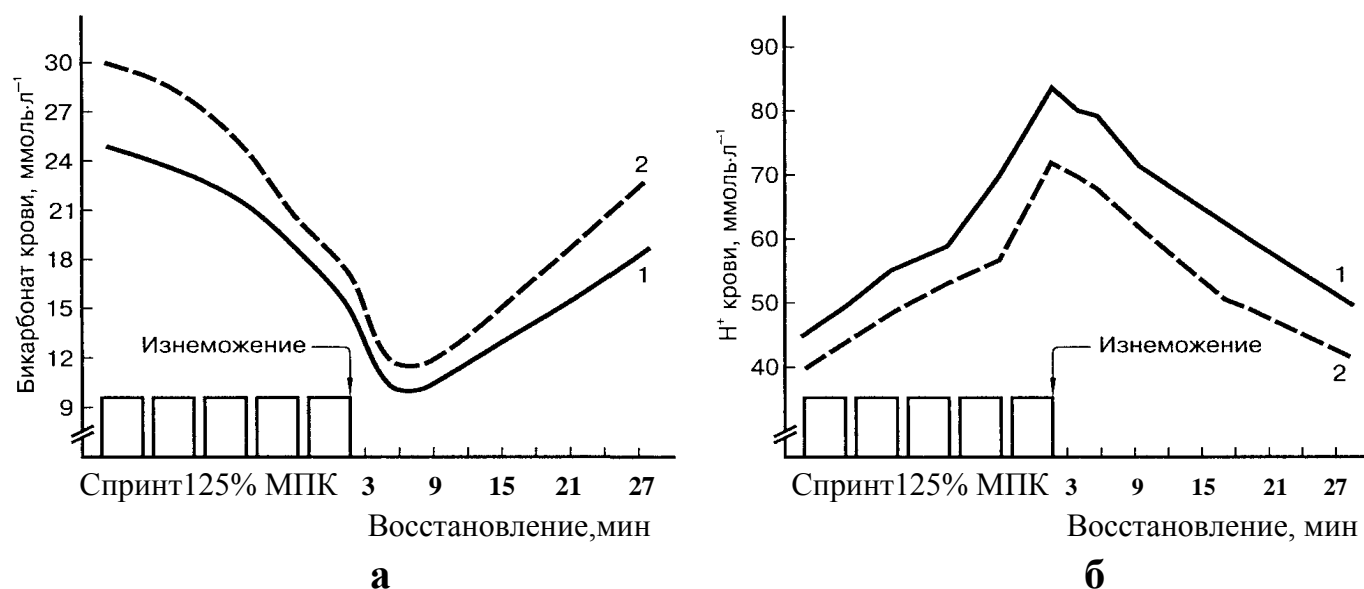 Бикарбонат крови, ммоль·л⁻¹
30
27
24
21
18
15
12
9
2
1
Изнеможение
Спринт125% МПК 3 9 15 21 27
Восстановление,мин
а
H⁺ крови, ммоль·л⁻¹
90
80
70
60
50
40
1
2
Изнеможение
Спринт125% МПК 3 9 15 21 27
Восстановление, мин
б